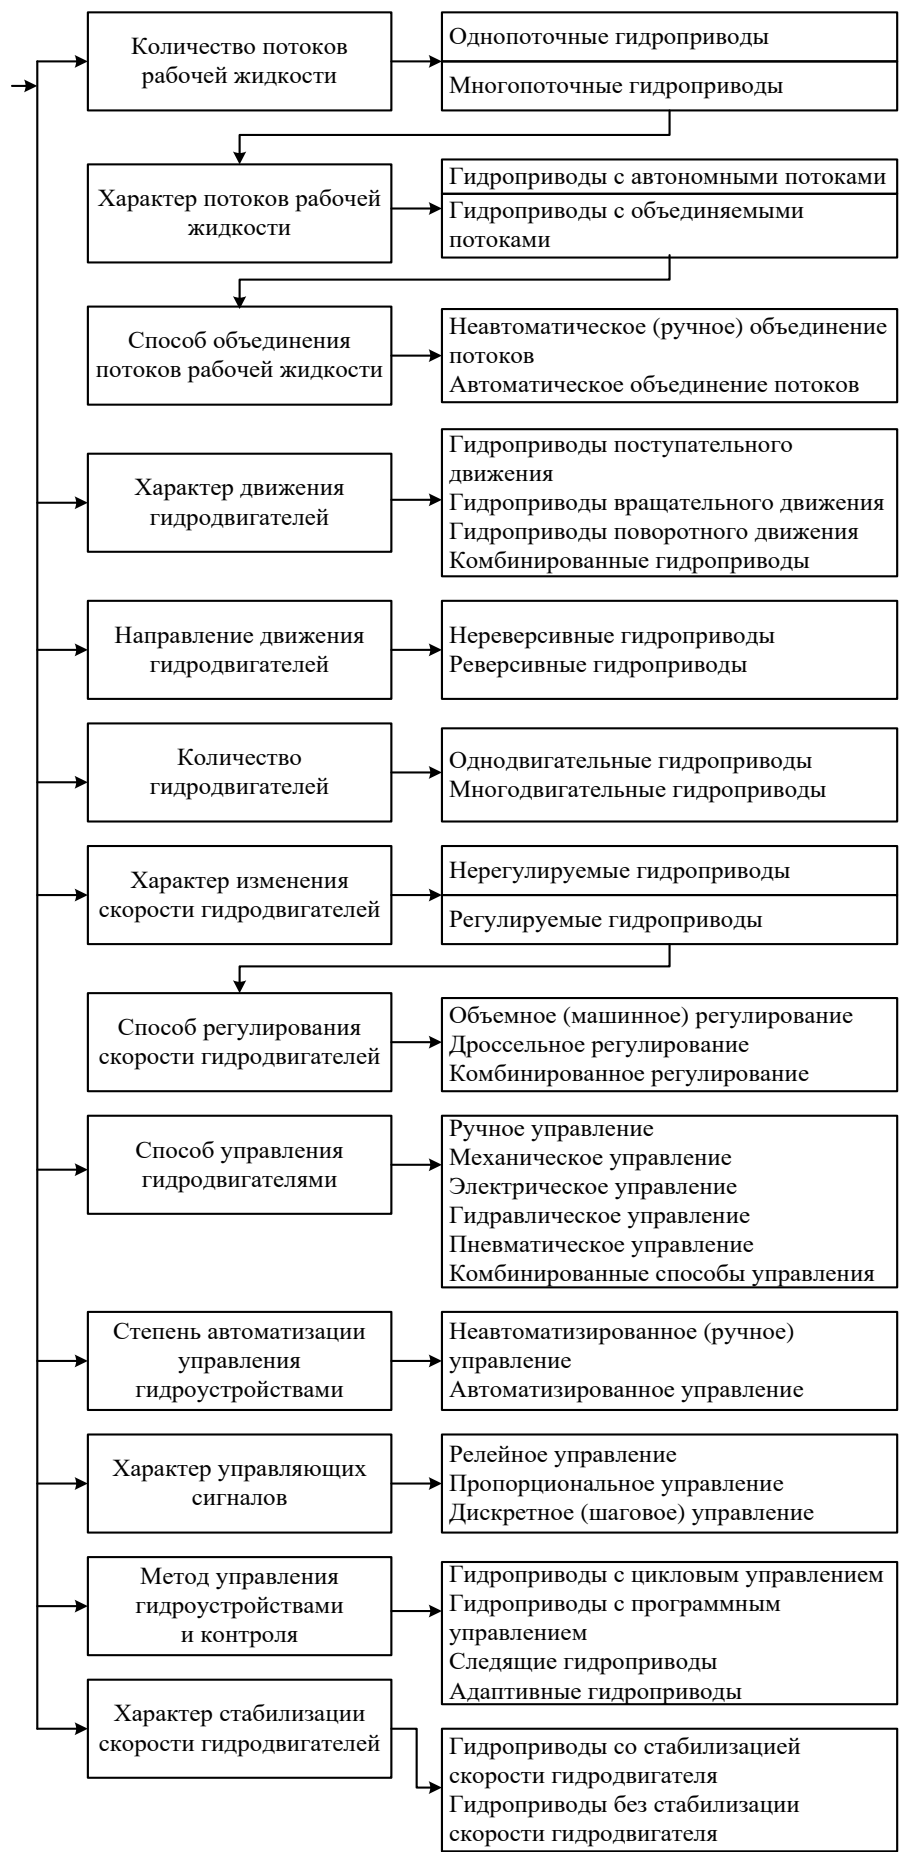 Количество потоков
рабочей жидкости
Однопоточные гидроприводы
Многопоточные гидроприводы
Характер потоков рабочей
жидкости
Гидроприводы с автономными потоками
Гидроприводы с объединяемыми
потоками
Способ объединения
потоков рабочей жидкости
Неавтоматическое (ручное) объединение
потоков
Автоматическое объединение потоков
Характер движения
гидродвигателей
Гидроприводы поступательного
движения
Гидроприводы вращательного движения
Гидроприводы поворотного движения
Комбинированные гидроприводы
Направление движения
гидродвигателей
Нереверсивные гидроприводы
Реверсивные гидроприводы
Количество
гидродвигателей
Однодвигательные гидроприводы
Многодвигательные гидроприводы
Характер изменения
скорости гидродвигателей
Нерегулируемые гидроприводы
Регулируемые гидроприводы
Способ регулирования
скорости гидродвигателей
Объемное (машинное) регулирование
Дроссельное регулирование
Комбинированное регулирование
Способ управления
гидродвигателями
Ручное управление
Механическое управление
Электрическое управление
Гидравлическое управление
Пневматическое управление
Комбинированные способы управления
Степень автоматизации
управления
гидроустройствами
Неавтоматизированное (ручное)
управление
Автоматизированное управление
Характер управляющих
сигналов
Релейное управление
Пропорциональное управление
Дискретное (шаговое) управление
Метод управления
гидроустройствами
и контроля
Гидроприводы с цикловым управлением
Гидроприводы с программным
управлением
Следящие гидроприводы
Адаптивные гидроприводы
Характер стабилизации
скорости гидродвигателей
Гидроприводы со стабилизацией
скорости гидродвигателя
Гидроприводы без стабилизации
скорости гидродвигателя